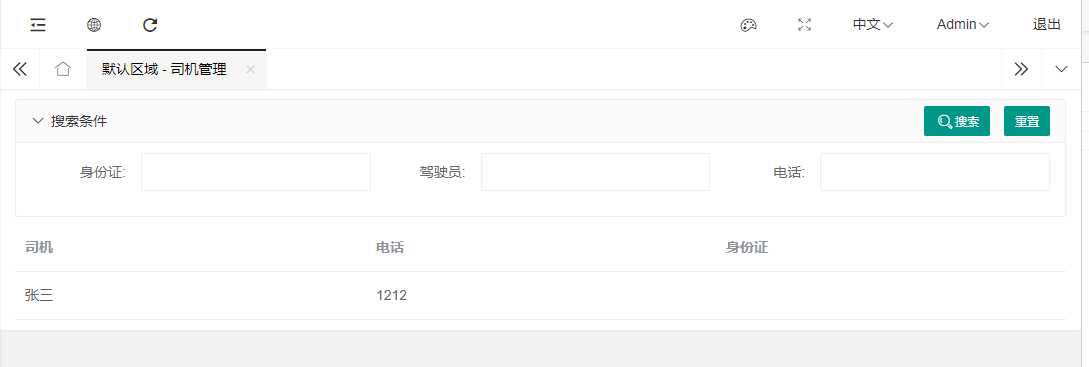 中文 Admin 退出
默认区域 - 司机管理
搜索条件 搜索 重置
身份证: 驾驶员: 电话:
司机 电话 身份证
张三 1212